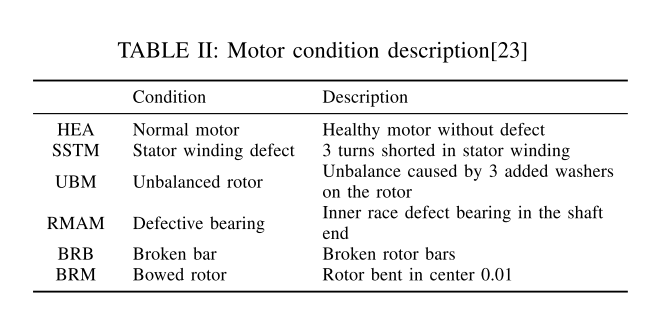 TABLE II: Motor condition description[23]
Condition Description
HEA Normal motor Healthy motor without defect
SSTM Stator winding defect 3 turns shorted in stator winding
UBM Unbalanced rotor Unbalance caused by 3 added washers
on the rotor
RMAM Defective bearing Inner race defect bearing in the shaft
end
BRB Broken bar Broken rotor bars
BRM Bowed rotor Rotor bent in center 0.01